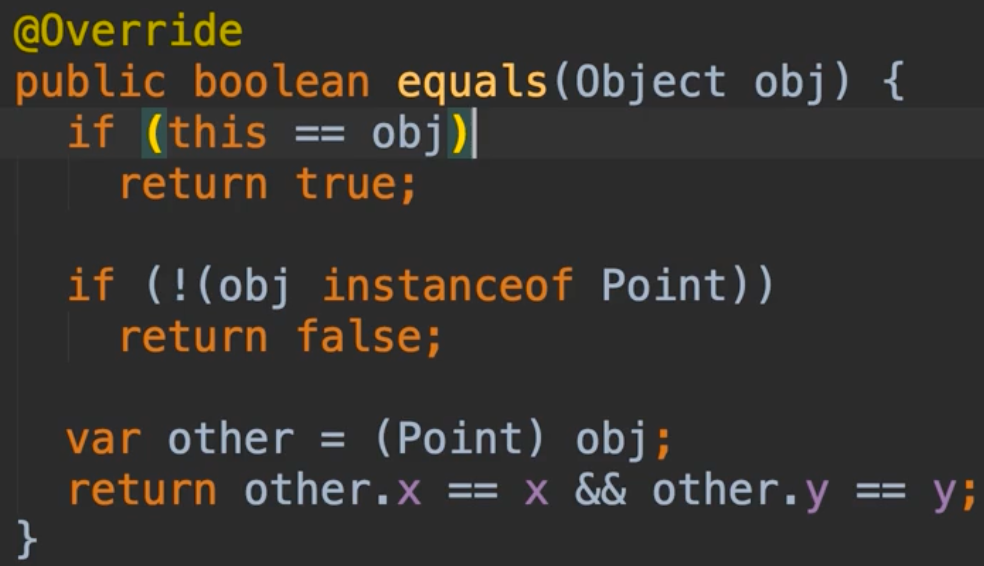 @Override
public boolean equals(Object obj) {
if (this == obj)
return true;
if (!(obj instanceof Point))
return false;
var other = (Point) obj;
return other.x == x && other.y == y;
}